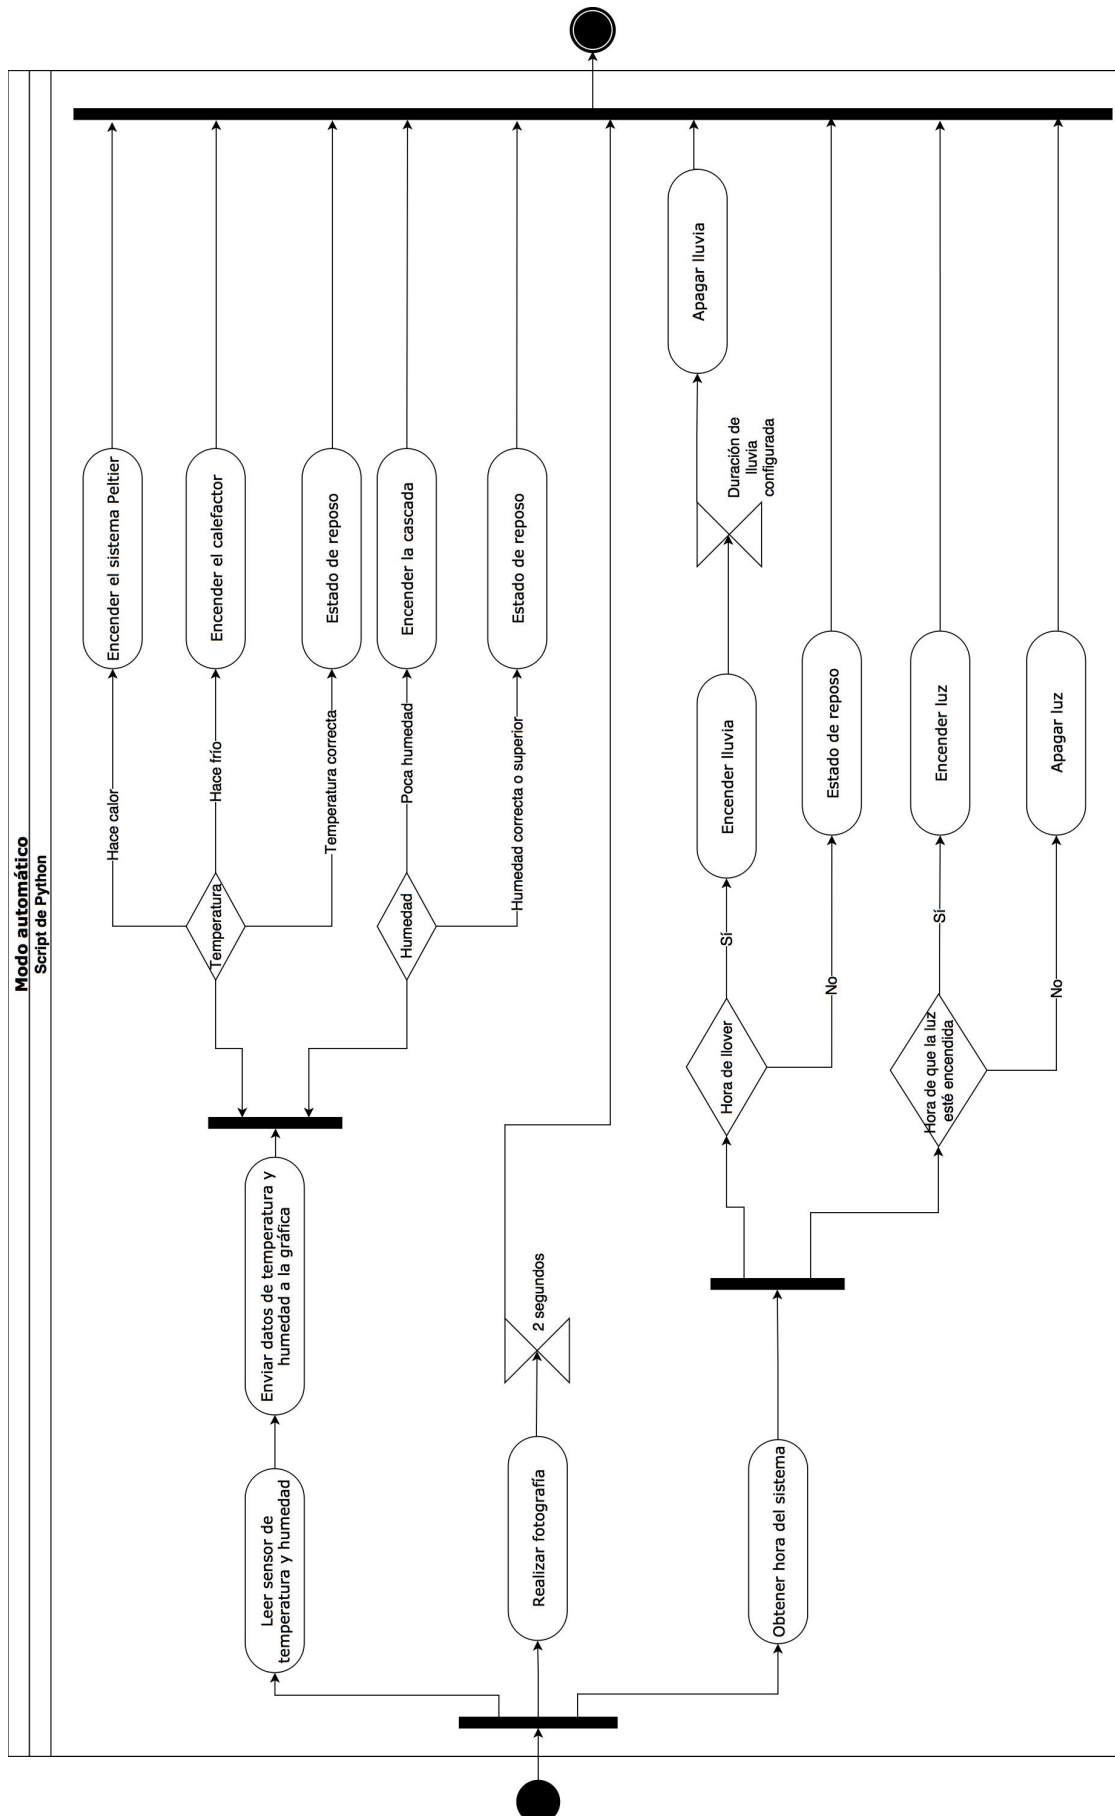 Modo automático
Script de Python
Leer sensor de
temperatura y humedad
Enviar datos de temperatura y
humedad a la gráfica
Temperatura
Hace calor
Encender el sistema Peltier
Hace frío
Encender el calefactor
Temperatura correcta
Estado de reposo
Humedad
Poca humedad
Encender la cascada
Humedad correcta o superior
Estado de reposo
Realizar fotografía
2 segundos
Obtener hora del sistema
Hora de llover
Sí
Encender lluvia
Duración de
lluvia
configurada
Apagar lluvia
No
Estado de reposo
Hora de que la luz
esté encendida
Sí
Encender luz
No
Apagar luz